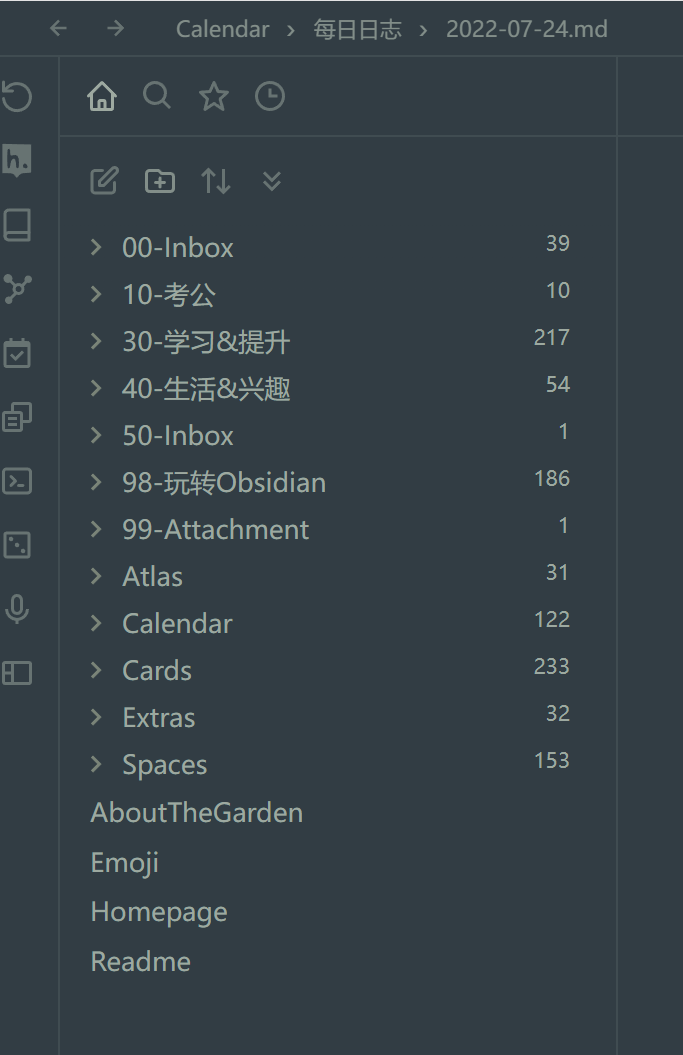 Calendar › 每日日志 › 2022-07-24.md
h.
00-Inbox 39
10-考公 10
30-学习&提升 217
40-生活&兴趣 54
50-Inbox 1
98-玩转Obsidian 186
99-Attachment 1
Atlas 31
Calendar 122
Cards 233
Extras 32
Spaces 153
AboutTheGarden
Emoji
Homepage
Readme